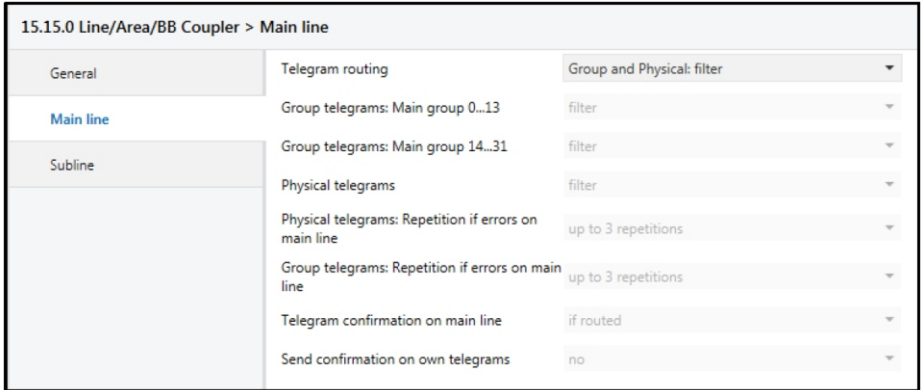 15.15.0 Line/Area/BB Coupler > Main line
General
Main line
Subline
Telegram routing Group and Physical: filter
Group telegrams: Main group 0...13 filter
Group telegrams: Main group 14...31 filter
Physical telegrams filter
Physical telegrams: Repetition if errors on
main line up to 3 repetitions
Group telegrams: Repetition if errors on main
line up to 3 repetitions
Telegram confirmation on main line if routed
Send confirmation on own telegrams no